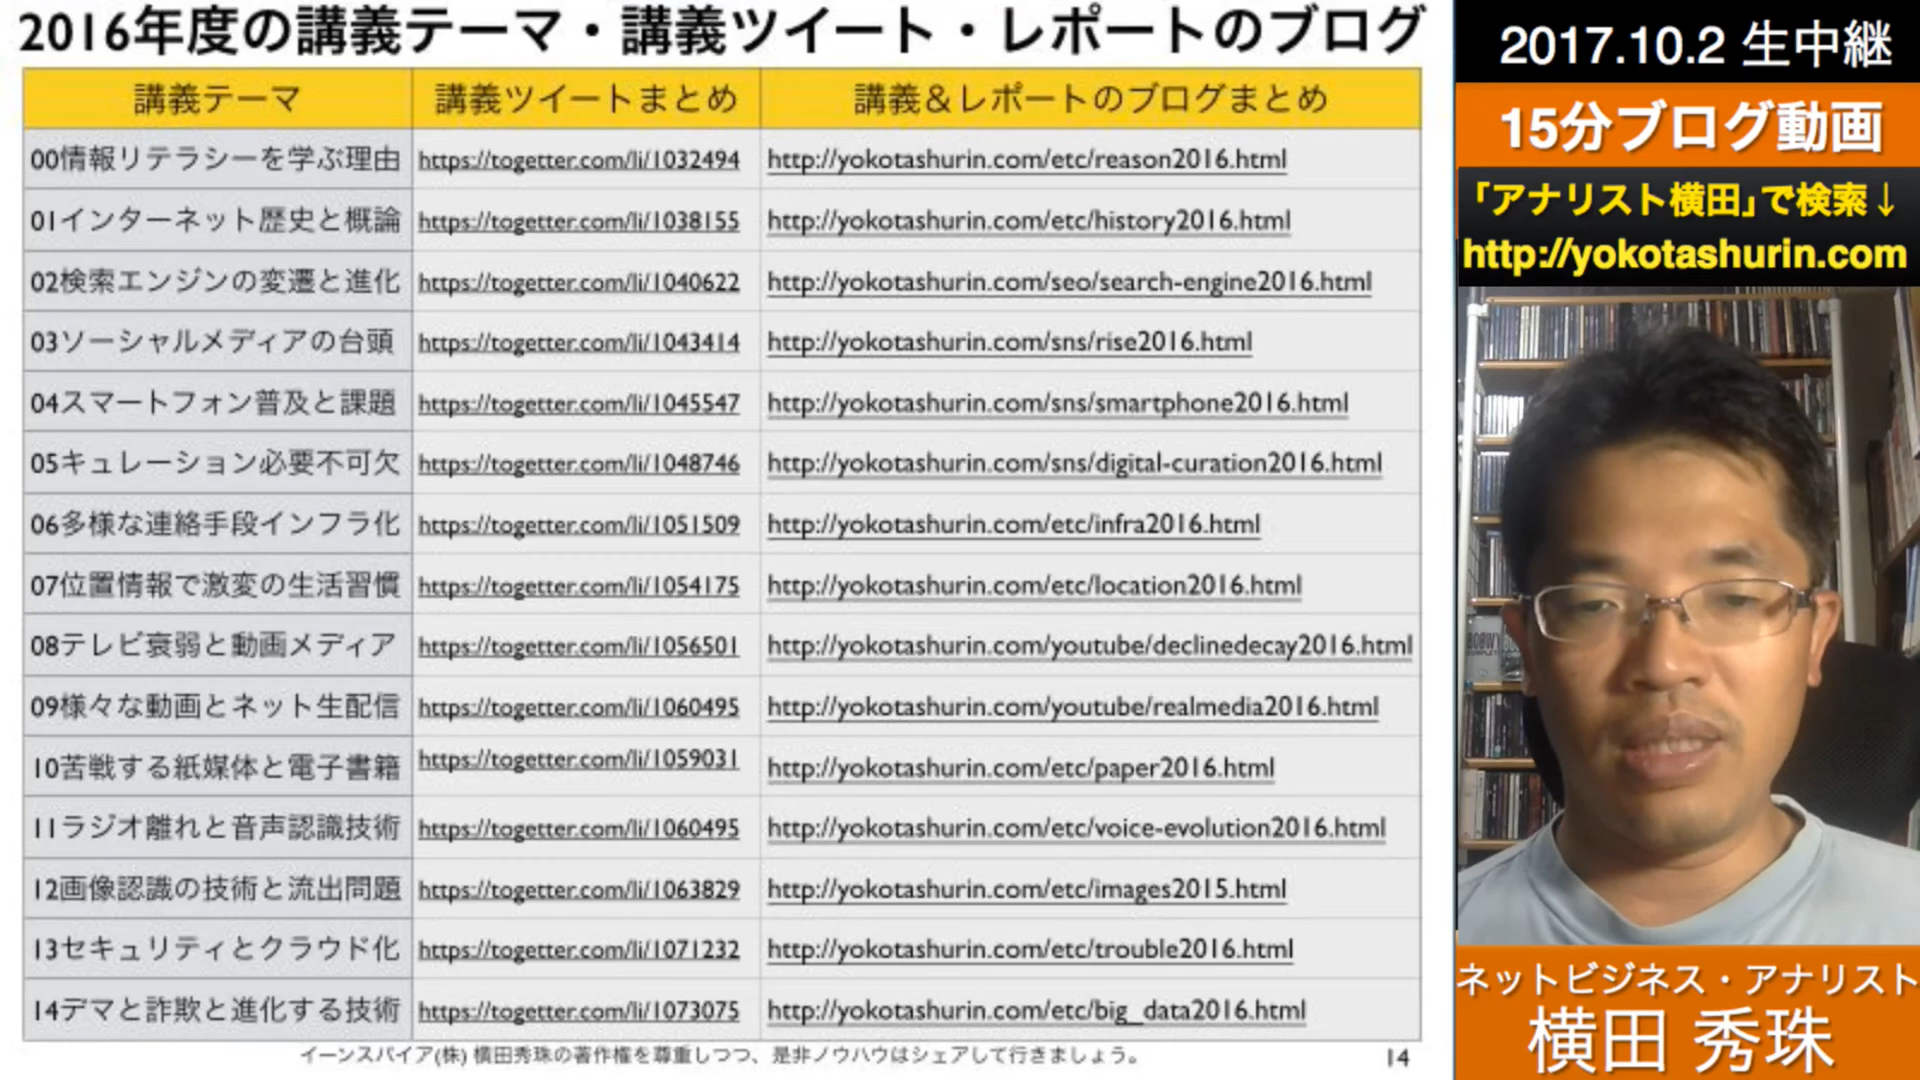 2016年度の講義テーマ・講義ツイート・レポートのブログ
講義テーマ 講義ツイートまとめ 講義&レポートのブログまとめ
00情報リテラシーを学ぶ理由 https://togetter.com/li/1032494 http://yokotashurin.com/etc/reason2016.html
01インターネット歴史と概論 https://togetter.com/li/1038155 http://yokotashurin.com/etc/history2016.html
02検索エンジンの変遷と進化 https://togetter.com/li/1040622 http://yokotashurin.com/seo/search-engine2016.html
03ソーシャルメディアの台頭 https://togetter.com/li/1043414 http://yokotashurin.com/sns/rise2016.html
04スマートフォン普及と課題 https://togetter.com/li/1045547 http://yokotashurin.com/sns/smartphone2016.html
05キュレーション必要不可欠 https://togetter.com/li/1048746 http://yokotashurin.com/sns/digital-curation2016.html
06多様な連絡手段インフラ化 https://togetter.com/li/1051509 http://yokotashurin.com/etc/infra2016.html
07位置情報で激変の生活習慣 https://togetter.com/li/1054175 http://yokotashurin.com/etc/location2016.html
08テレビ衰弱と動画メディア https://togetter.com/li/1056501 http://yokotashurin.com/youtube/declinedecay2016.html
09様々な動画とネット生配信 https://togetter.com/li/1060495 http://yokotashurin.com/youtube/realmedia2016.html
10苦戦する紙媒体と電子書籍 https://togetter.com/li/1059031 http://yokotashurin.com/etc/paper2016.html
11ラジオ離れと音声認識技術 https://togetter.com/li/1060495 http://yokotashurin.com/etc/voice-evolution2016.html
12画像認識の技術と流出問題 https://togetter.com/li/1063829 http://yokotashurin.com/etc/images2015.html
13セキュリティとクラウド化 https://togetter.com/li/1071232 http://yokotashurin.com/etc/trouble2016.html
14デマと詐欺と進化する技術 https://togetter.com/li/1073075 http://yokotashurin.com/etc/big_data2016.html
イーンスパイア(株) 横田秀珠の著作権を尊重しつつ、是非ノウハウはシェアして行きましょう。 14
2017.10.2 生中継
15分ブログ動画
「アナリスト横田」で検索↓
http://yokotashurin.com
ネットビジネス・アナリスト
横田 秀珠